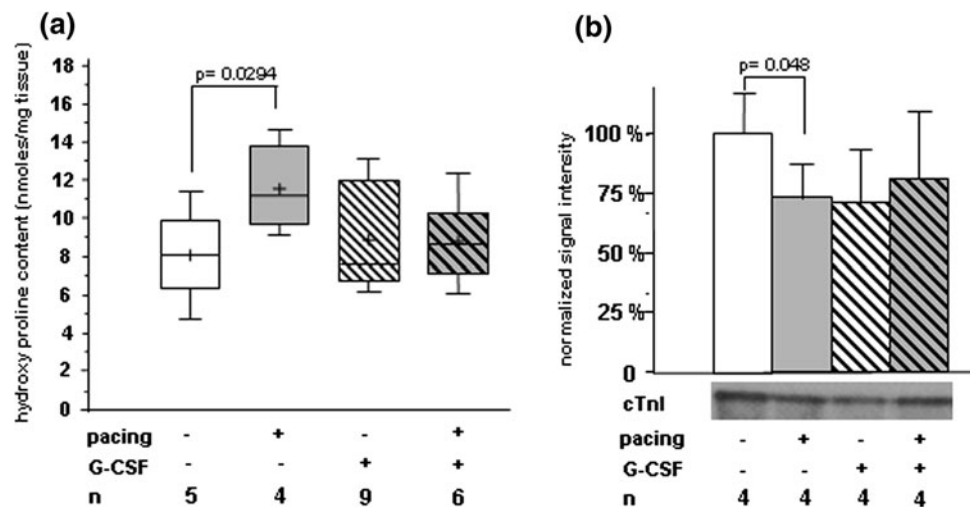 (a)
hydroxy proline content (nmoles/mg tissue)
18
16
14
12
10
8
6
4
2
0
p= 0.0294
pacing - + - +
G-CSF - - + +
n 5 4 9 6
(b)
normalized signal intensity
100 %
75 %
50 %
25 %
0
p= 0.048
cTnI
pacing - + - +
G-CSF - - + +
n 4 4 4 4